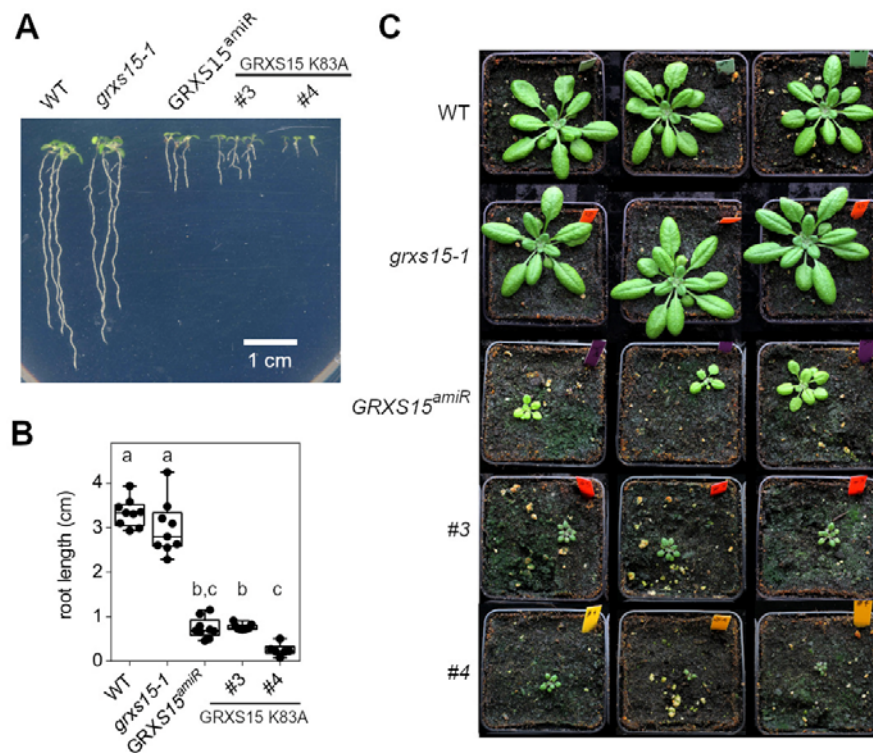 A
WT
grxs15-1
GRXS15amiR
GRXS15 K83A
#3
#4
1 cm
B
root length (cm)
4
3
2
1
0
a
a
b,c
b
c
WT
grxs15-1
GRXS15amiR
#3
#4
GRXS15 K83A
C
WT
grxs15-1
GRXS15amiR
#3
#4